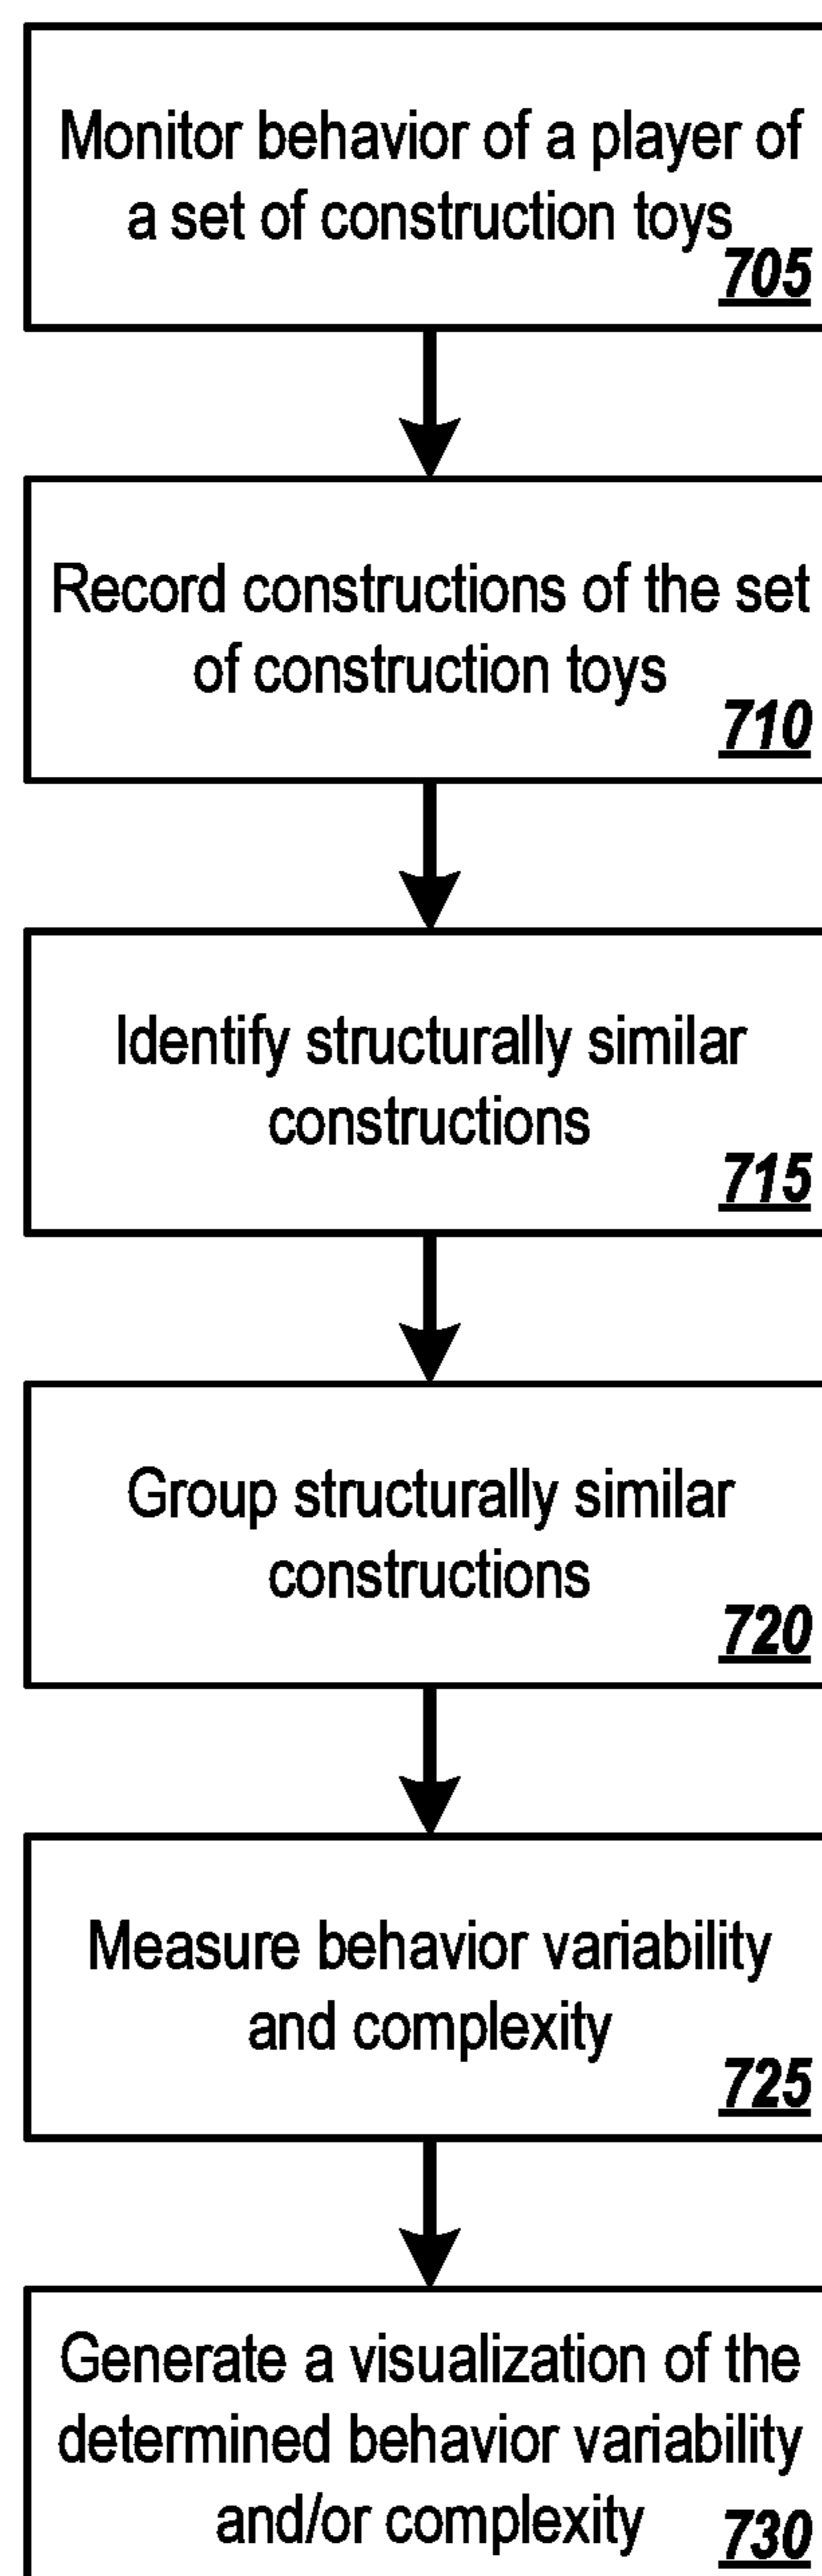 Monitor behavior of a player of
a set of construction toys
705
Record constructions of the set
of construction toys
710
Identify structurally similar
constructions
715
Group structurally similar
constructions
720
Measure behavior variability
and complexity
725
Generate a visualization of the
determined behavior variability
and/or complexity 730